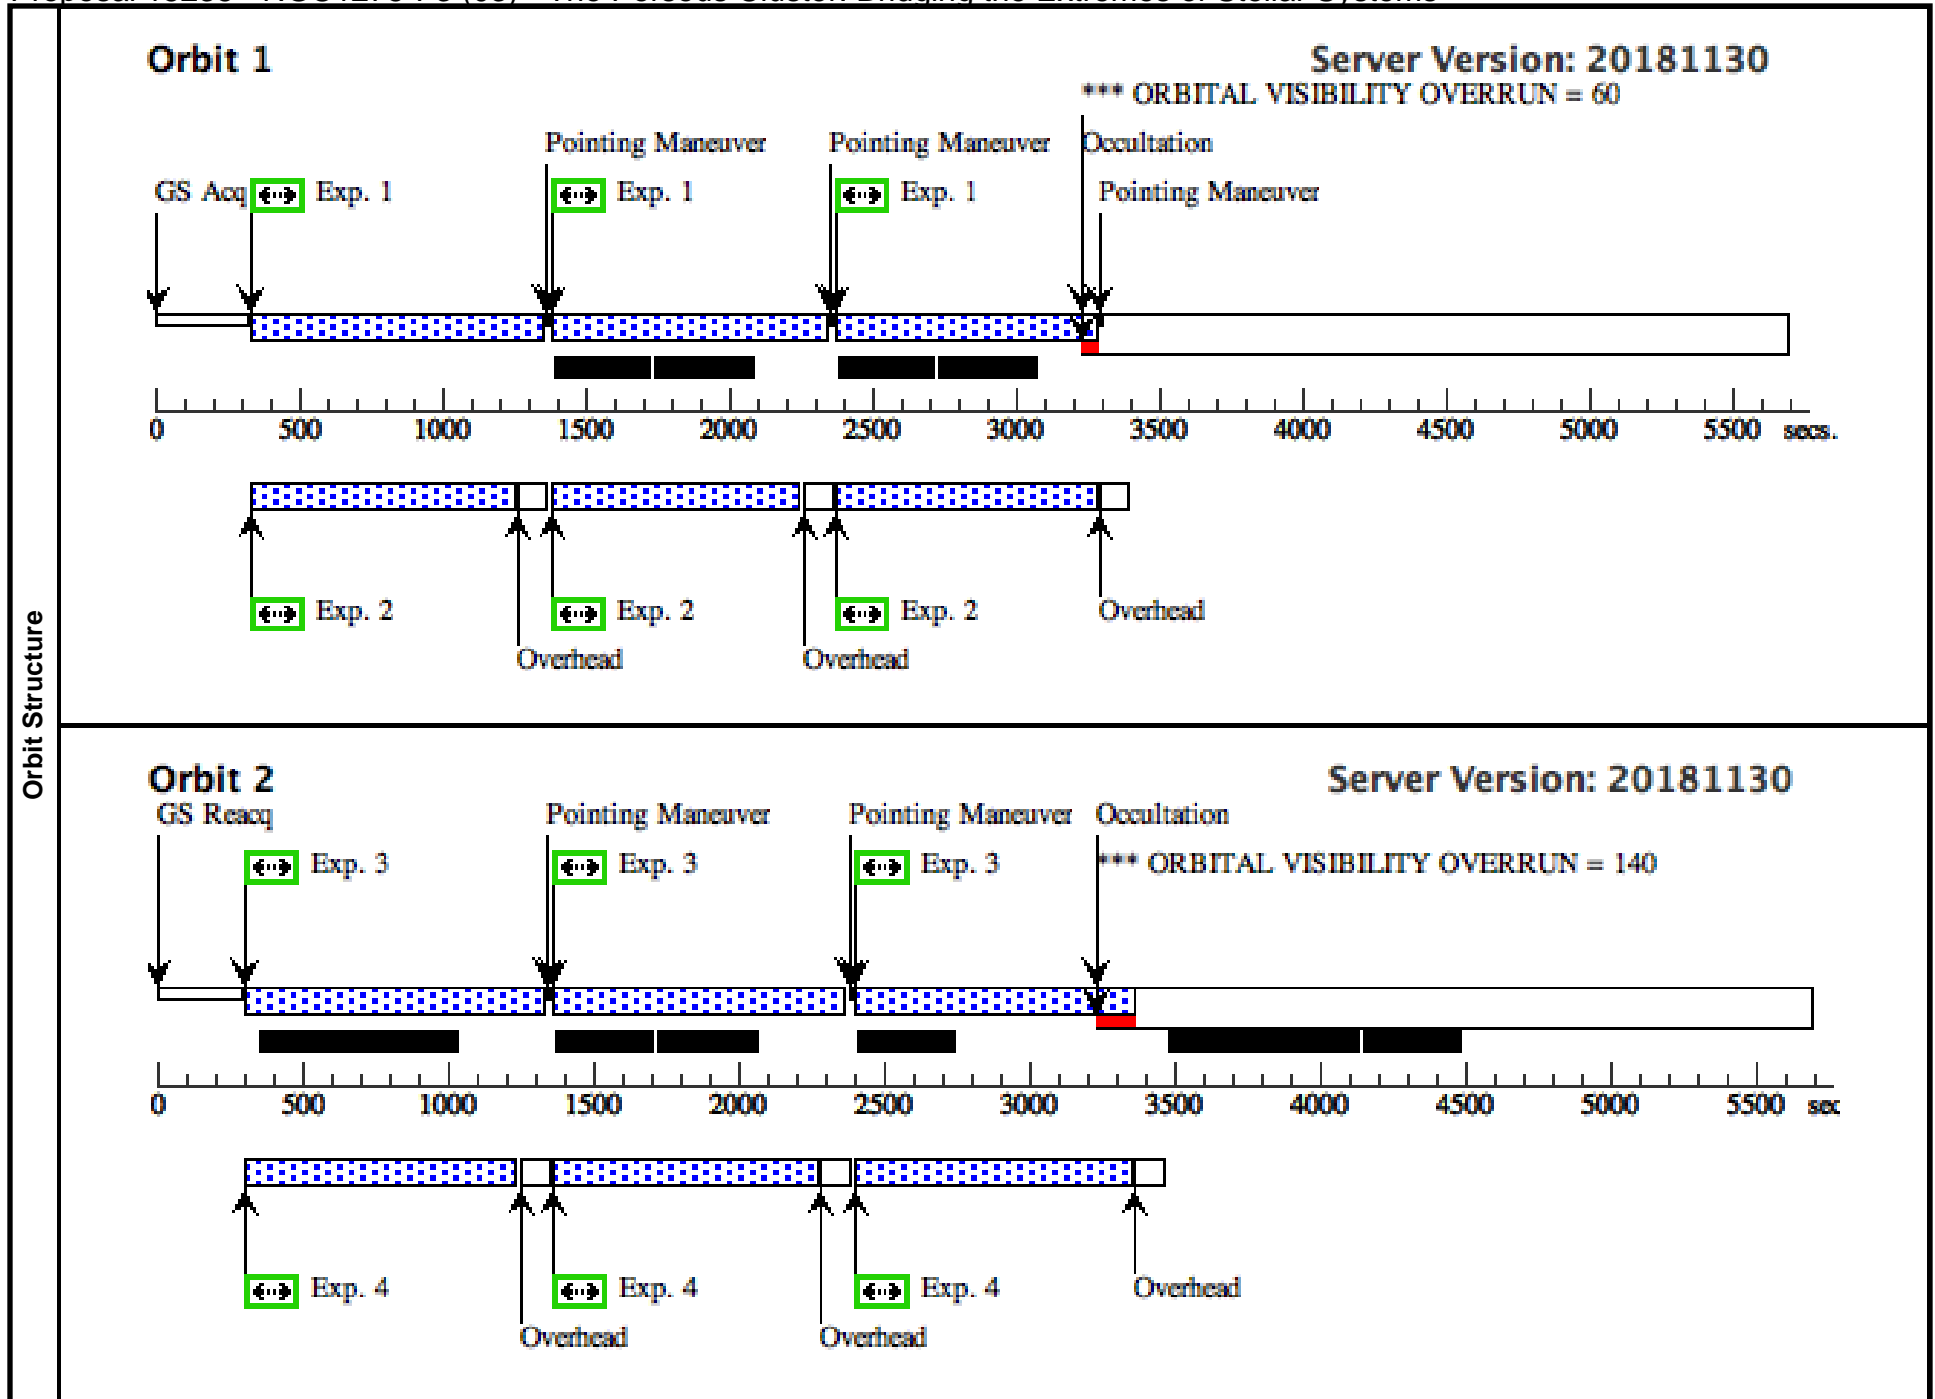 Orbit 1
Server Version: 20181130
*** ORBITAL VISIBILITY OVERRUN = 60
Pointing Maneuver Pointing Maneuver Occultation
GS Acq Exp. 1 Exp. 1 Exp. 1 Pointing Maneuver
0 500 1000 1500 2000 2500 3000 3500 4000 4500 5000 5500 secs.
Exp. 2 Exp. 2 Exp. 2 Overhead
Overhead Overhead
Orbit Structure
Orbit 2
Server Version: 20181130
GS Reacq Pointing Maneuver Pointing Maneuver Occultation
Exp. 3 Exp. 3 Exp. 3 *** ORBITAL VISIBILITY OVERRUN = 140
0 500 1000 1500 2000 2500 3000 3500 4000 4500 5000 5500 sec
Exp. 4 Exp. 4 Exp. 4 Overhead
Overhead Overhead